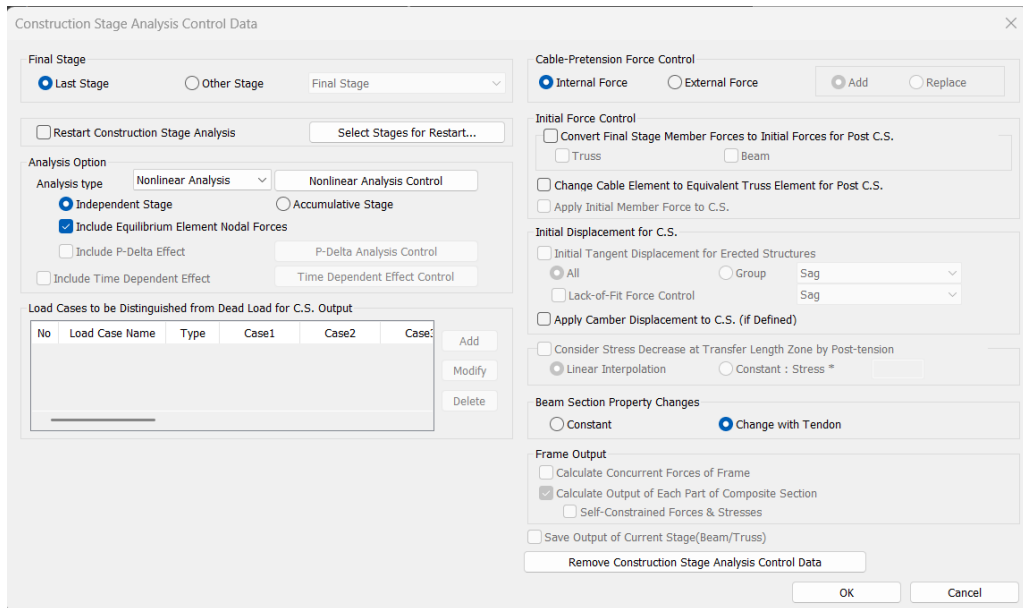 Construction Stage Analysis Control Data
Final Stage
Last Stage
Other Stage
Final Stage
Restart Construction Stage Analysis
Select Stages for Restart...
Analysis Option
Analysis type
Nonlinear Analysis
Nonlinear Analysis Control
Independent Stage
Accumulative Stage
Include Equilibrium Element Nodal Forces
Include P-Delta Effect
P-Delta Analysis Control
Include Time Dependent Effect
Time Dependent Effect Control
Load Cases to be Distinguished from Dead Load for C.S. Output
No Load Case Name Type Case1 Case2 Case
Add
Modify
Delete
Cable-Pretension Force Control
Internal Force
External Force
Add
Replace
Initial Force Control
Convert Final Stage Member Forces to Initial Forces for Post C.S.
Truss
Beam
Change Cable Element to Equivalent Truss Element for Post C.S.
Apply Initial Member Force to C.S.
Initial Displacement for C.S.
Initial Tangent Displacement for Erected Structures
All
Group
Sag
Lack-of-Fit Force Control
Sag
Apply Camber Displacement to C.S. (if Defined)
Consider Stress Decrease at Transfer Length Zone by Post-tension
Linear Interpolation
Constant : Stress *
Beam Section Property Changes
Constant
Change with Tendon
Frame Output
Calculate Concurrent Forces of Frame
Calculate Output of Each Part of Composite Section
Self-Constrained Forces & Stresses
Save Output of Current Stage(Beam/Truss)
Remove Construction Stage Analysis Control Data
OK
Cancel